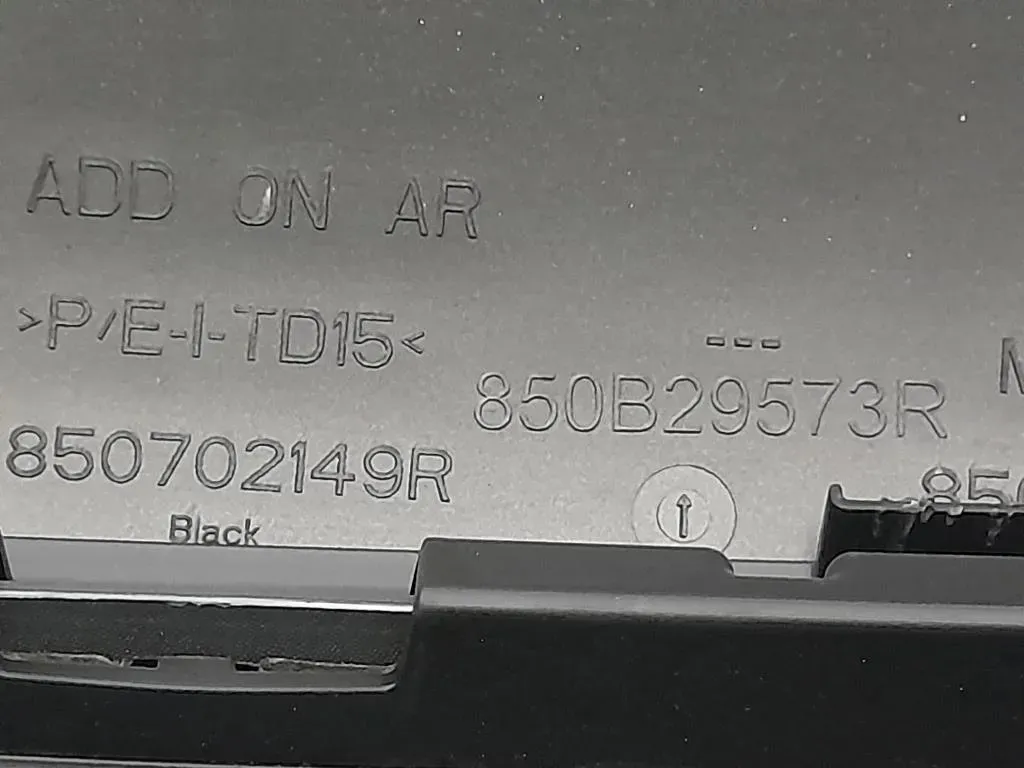 ADD ON AR
>P/E-I-TD15<
---
850B29573R
850702149R
Black